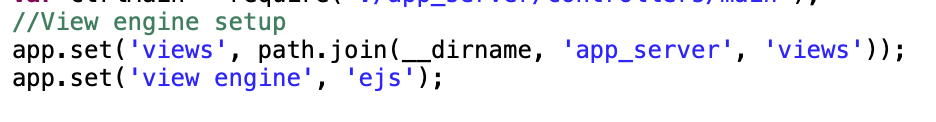 //View engine setup
app.set('views', path.join(__dirname, 'app_server', 'views'));
app.set('view engine', 'ejs');